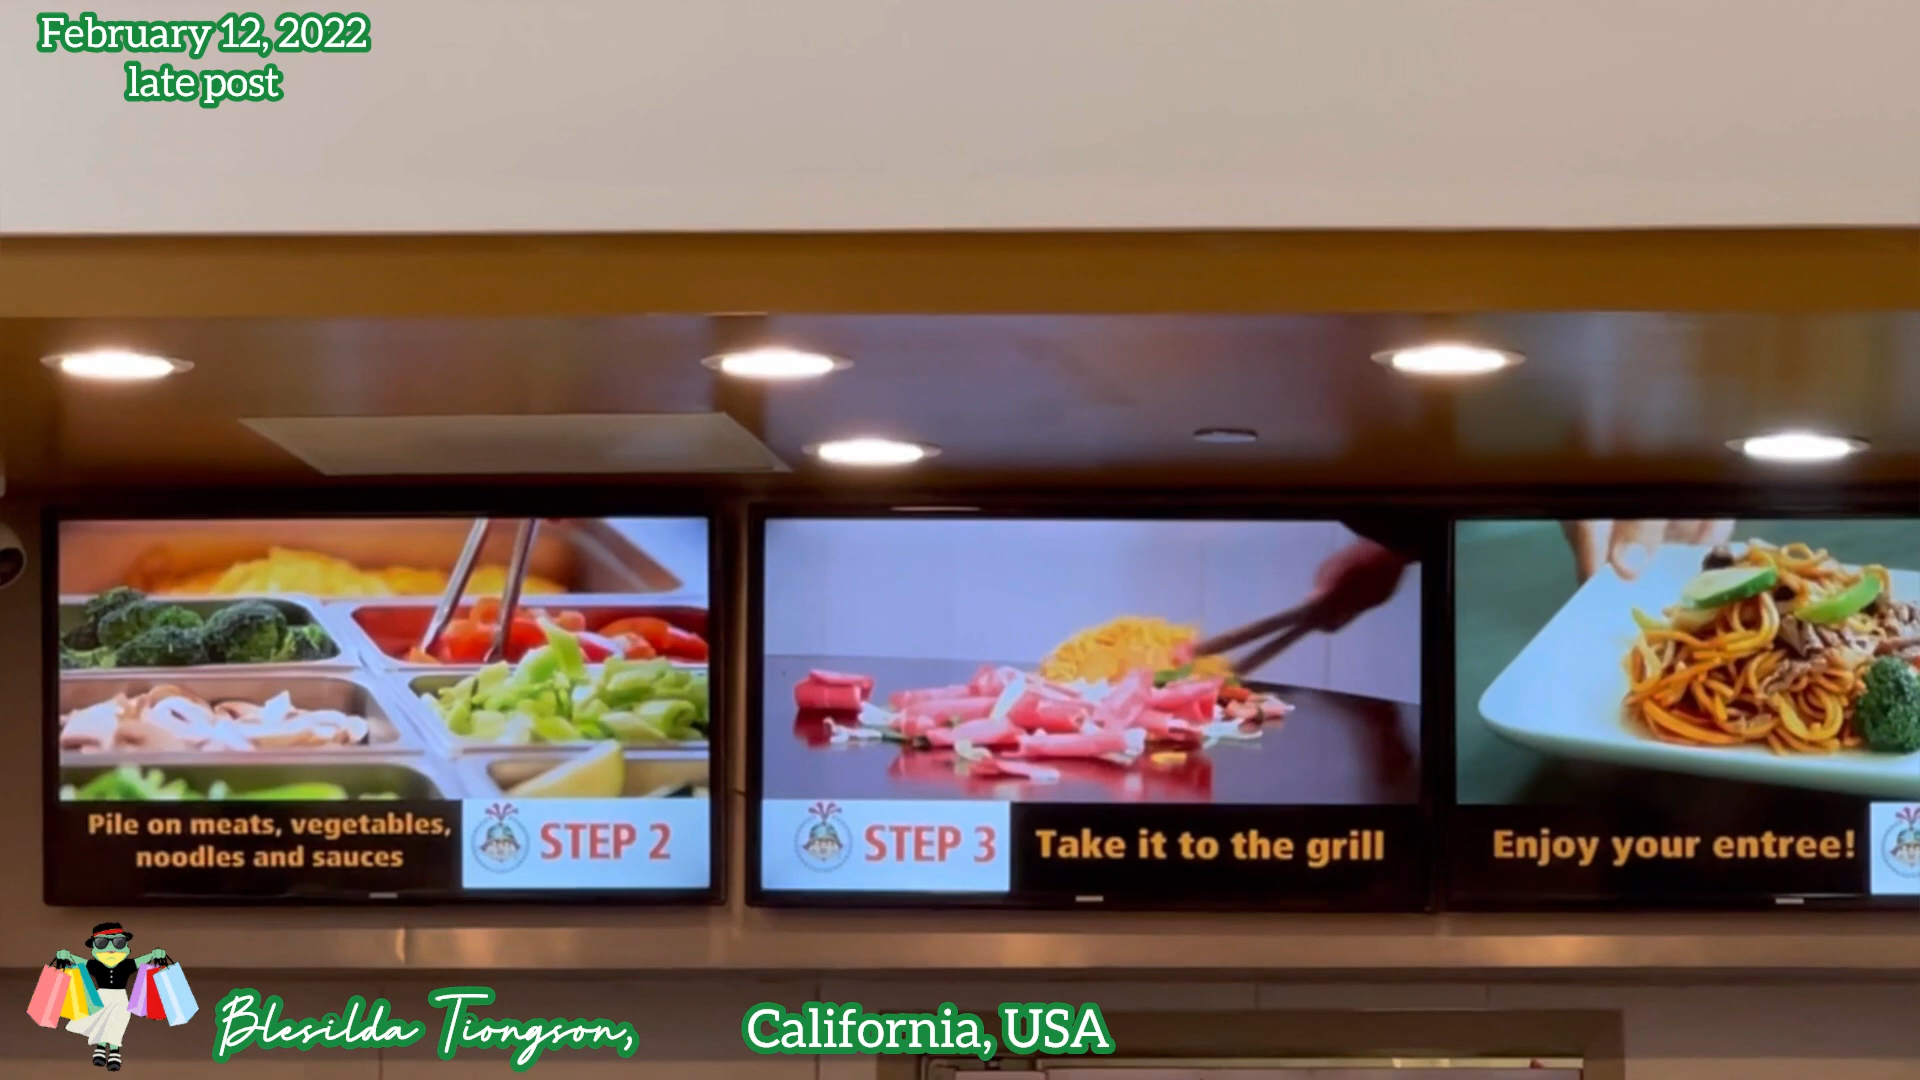 February 12, 2022
late post
Pile on meats, vegetables,
noodles and sauces
STEP 2
STEP 3
Take it to the grill
Enjoy your entree!
Blesilda Tiongson,
California, USA